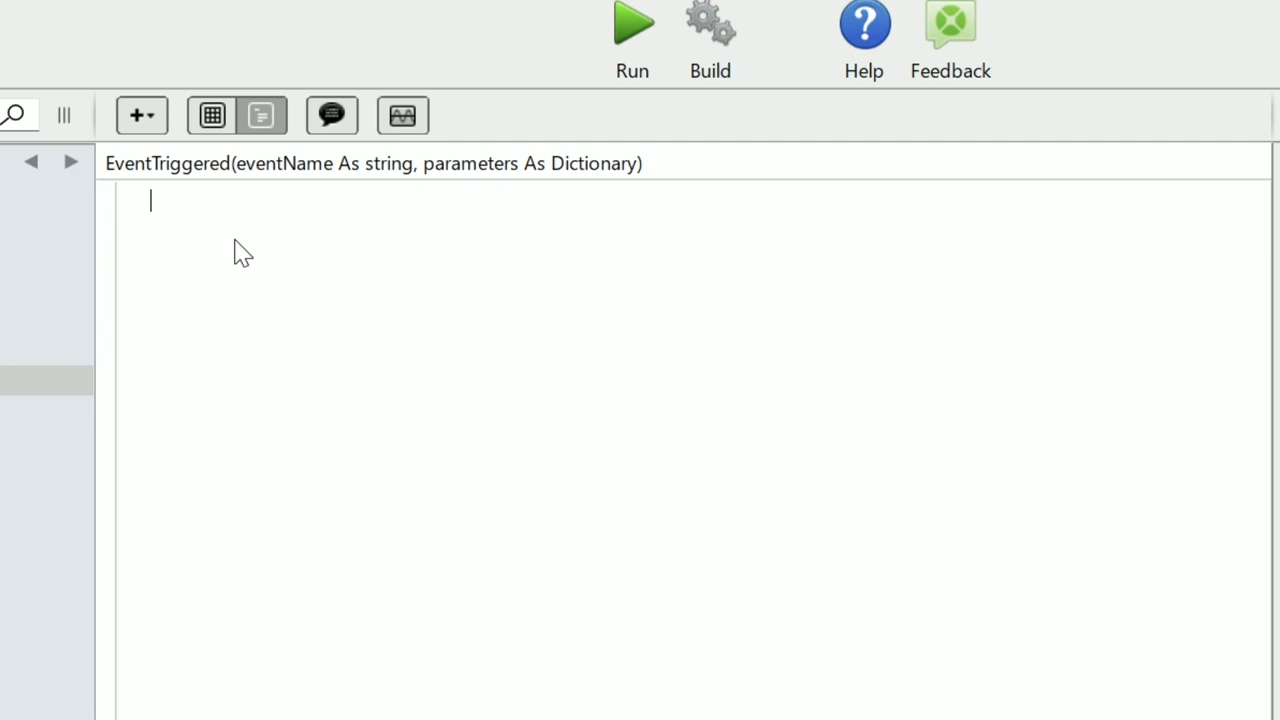 Run Build Help Feedback
EventTriggered(eventName As string, parameters As Dictionary)